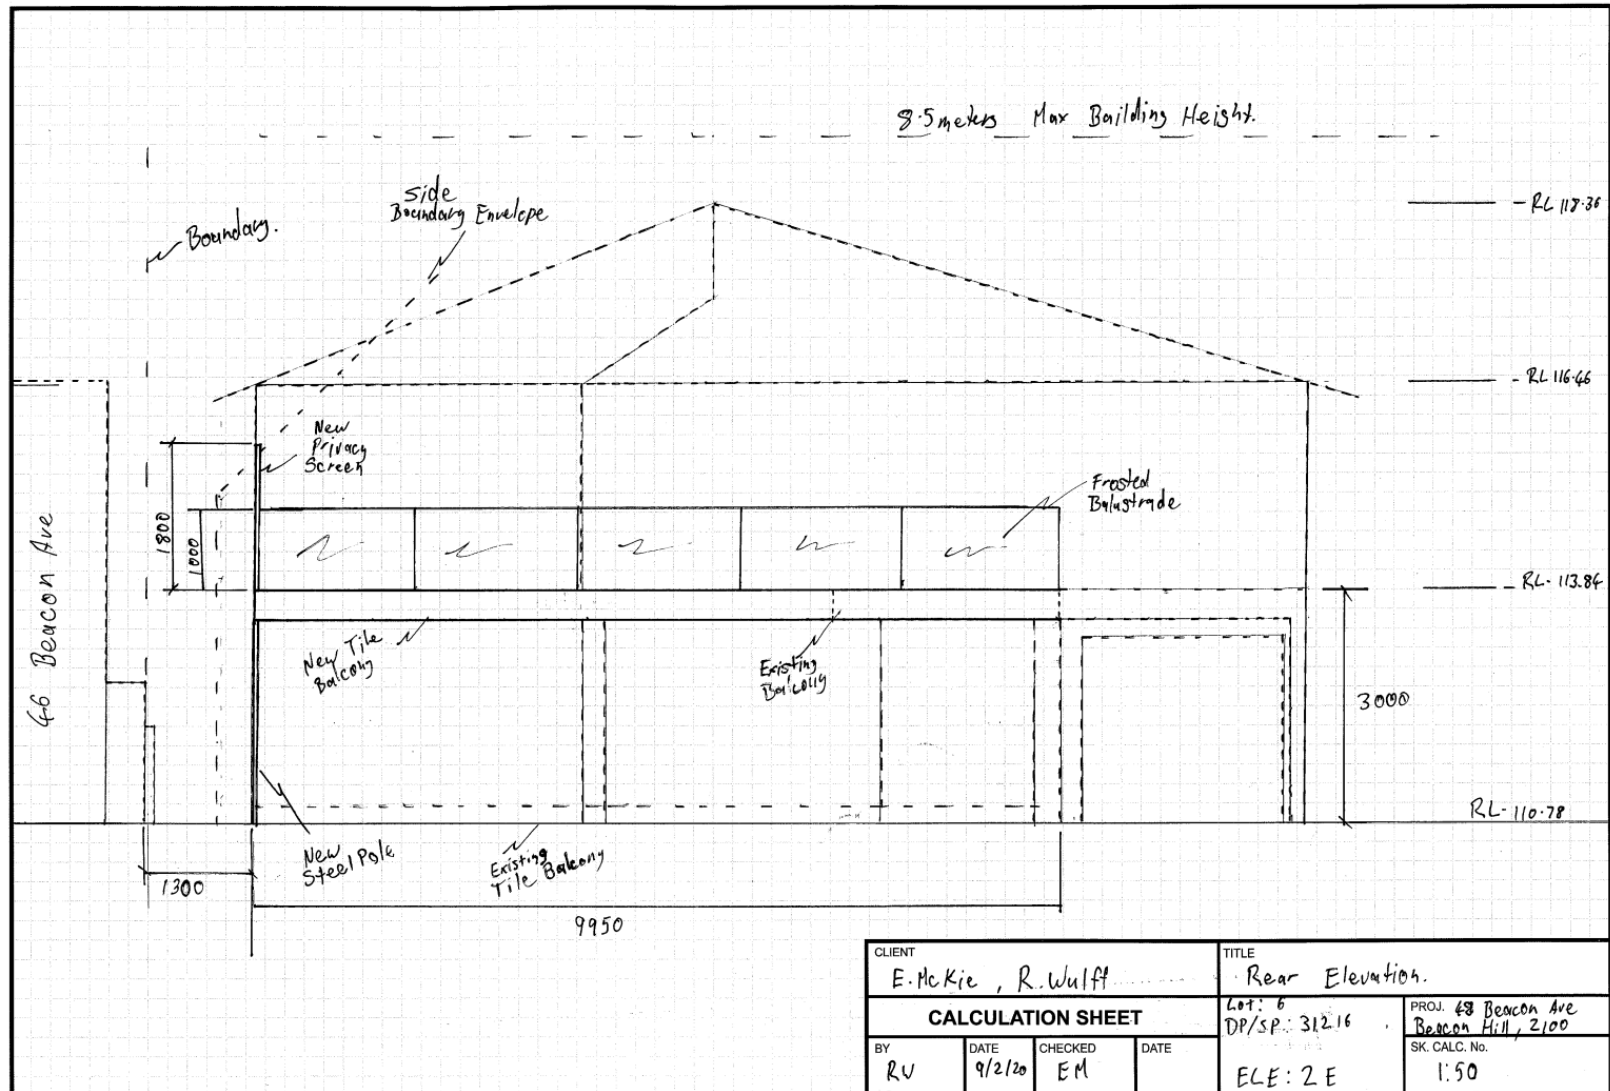 8.5 meters Max Building Height.
Side
Boundary Envelope
Boundary.
RL 118.36
RL 116.46
New
Privacy
Screen
Frosted
Balustrade
1800
1000
RL- 113.84
46 Beacon Ave
New Tile
Balcony
Existing
Balcony
3000
RL- 110.78
New
Steel Pole
Existing
Tile Balcony
1300
9950
CLIENT
E. McKie , R. Wulff
TITLE
Rear Elevation.
CALCULATION SHEET
Lot: 6
DP/SP: 31216
PROJ. 48 Beacon Ave
Beacon Hill, 2100
BY
RW
DATE
9/2/20
CHECKED
EM
DATE
ELE: 2 E
SK. CALC. No.
1:50